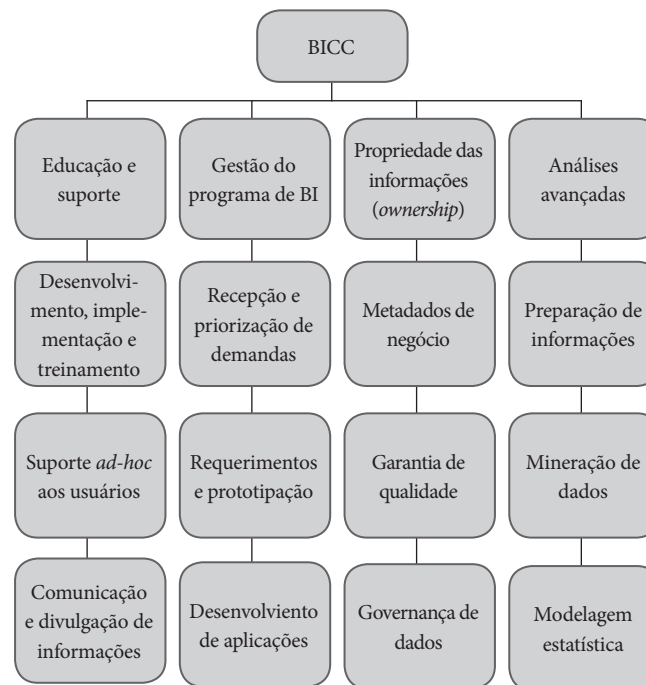 BICC
Educação e
suporte
Gestão do
programa de BI
Propriedade das
informações
(ownership)
Análises
avançadas
Desenvolvi-
mento, imple-
mentação e
treinamento
Recepção e
priorização de
demandas
Metadados de
negócio
Preparação de
informações
Suporte ad-hoc
aos usuários
Requerimentos
e prototipação
Garantia de
qualidade
Mineração de
dados
Comunicação
e divulgação de
informações
Desenvolviento
de aplicações
Governança de
dados
Modelagem
estatística